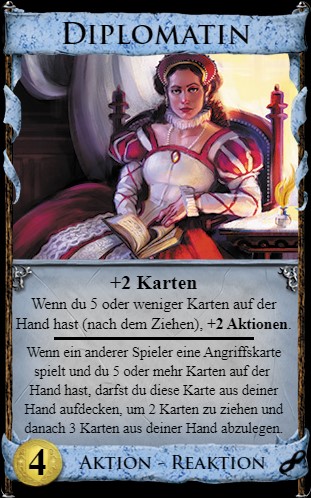 DIPLOMATIN
+2 Karten
Wenn du 5 oder weniger Karten auf der
Hand hast (nach dem Ziehen), +2 Aktionen.
Wenn ein anderer Spieler eine Angriffskarte
spielt und du 5 oder mehr Karten auf der
Hand hast, darfst du diese Karte aus deiner
Hand aufdecken, um 2 Karten zu ziehen und
danach 3 Karten aus deiner Hand abzulegen.
4 AKTION – REAKTION